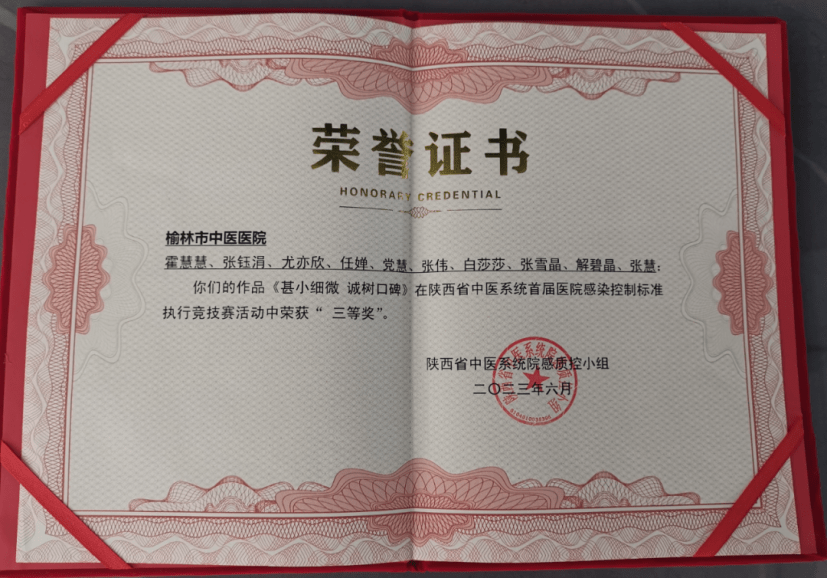 荣誉证书
HONORARY CREDENTIAL
榆林市中医医院
霍慧慧、张钰涓、尤亦欣、任婵、党慧、张伟、白莎莎、张雪晶、解碧晶、张慧：
你们的作品《甚小细微 诚树口碑》在陕西省中医系统首届医院感染控制标准
执行竞技赛活动中荣获“ 三等奖”。
陕西省中医系统院感质控小组
二〇二三年六月